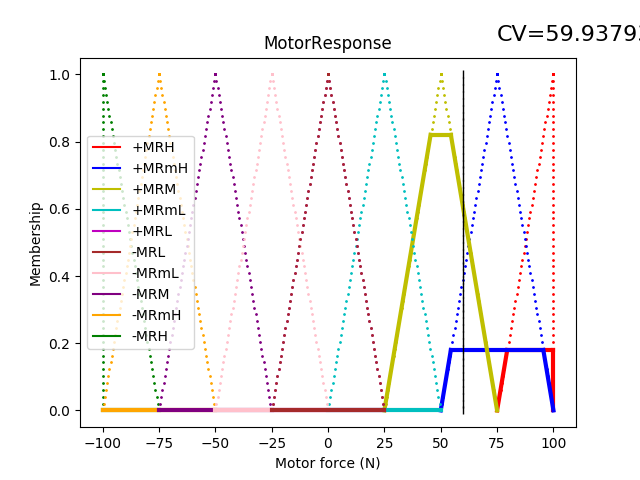 CV=59.9379
MotorResponse
Membership
1.0
0.8
0.6
0.4
0.2
0.0
+MRH
+MRmH
+MRM
+MRmL
+MRL
-MRL
-MRmL
-MRM
-MRmH
-MRH
−100 −75 −50 −25 0 25 50 75 100
Motor force (N)